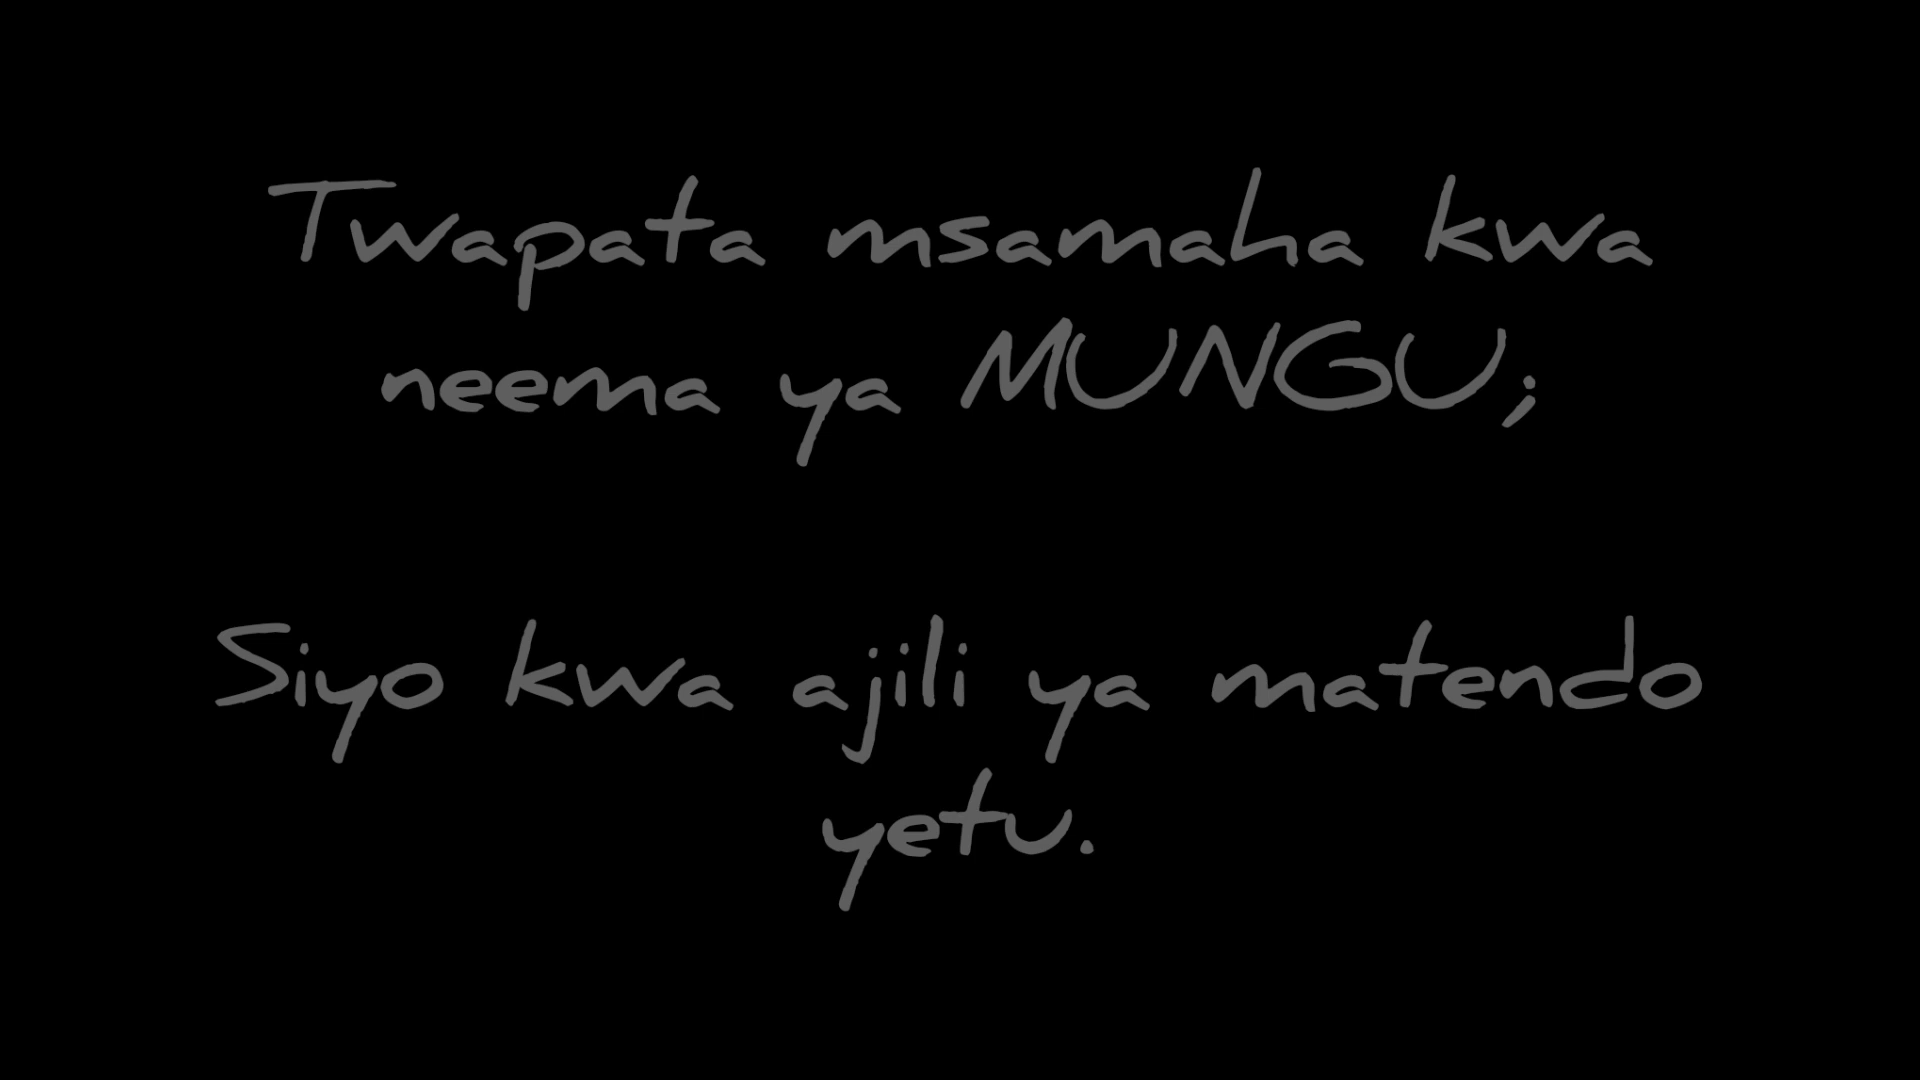 Twapata msamaha kwa
neema ya MUNGU;
Siyo kwa ajili ya matendo
yetu.